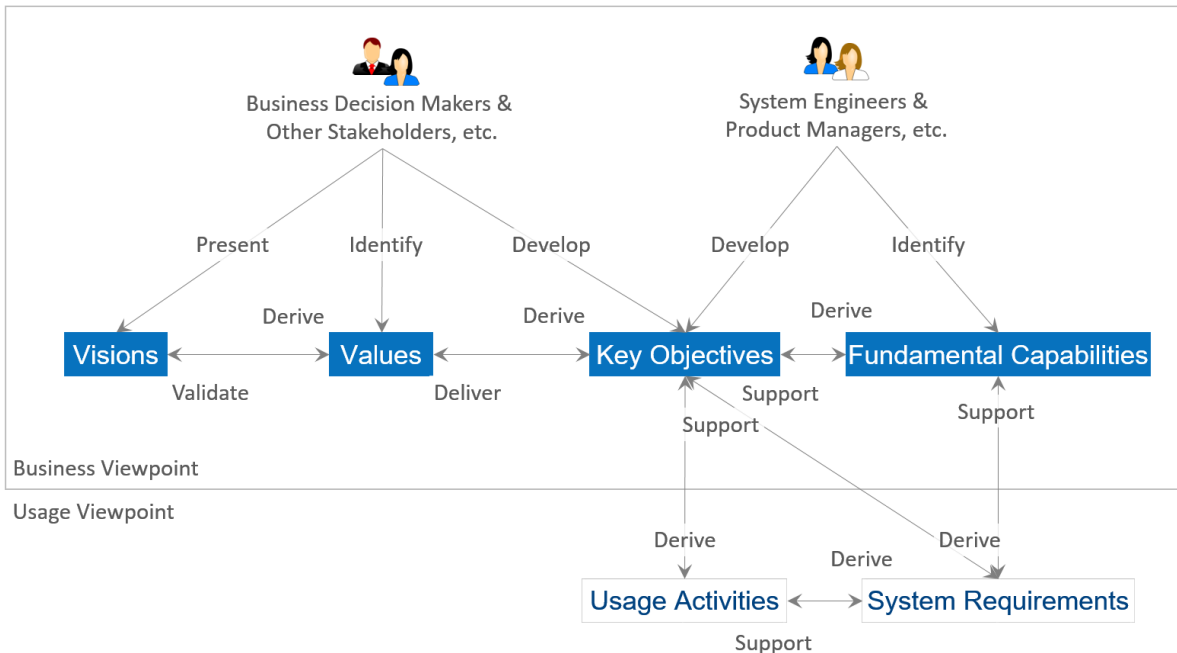 Business Decision Makers &
Other Stakeholders, etc.
System Engineers &
Product Managers, etc.
Present
Identify
Develop
Develop
Identify
Derive
Derive
Derive
Visions
Values
Key Objectives
Fundamental Capabilities
Validate
Deliver
Support
Support
Support
Business Viewpoint
Usage Viewpoint
Derive
Derive
Derive
Usage Activities
System Requirements
Support